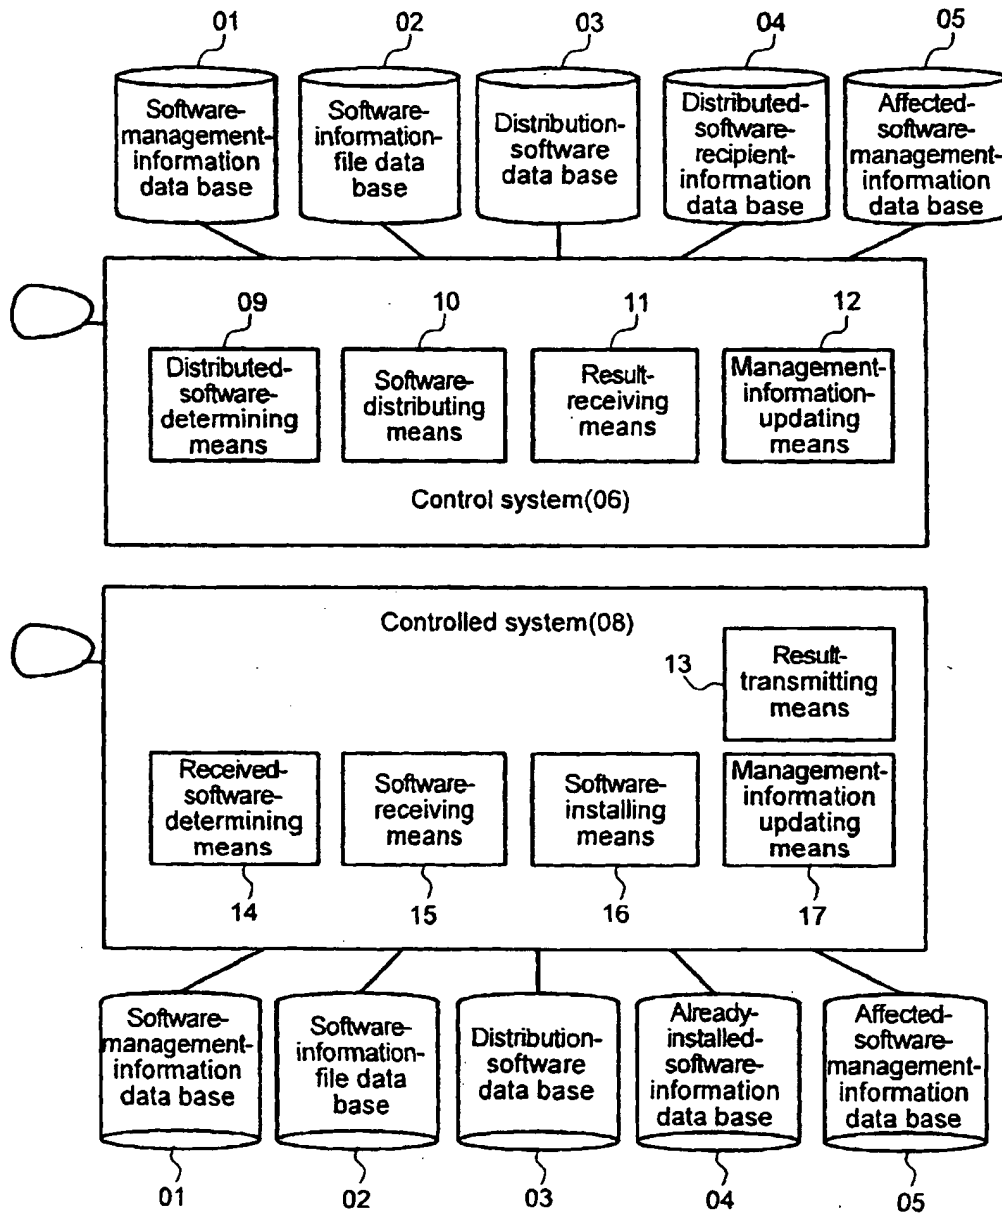 01
02
03
04
05
Software-
management-
information
data base
Software-
information-
file data
base
Distribution-
software
data base
Distributed-
software-
recipient-
information
data base
Affected-
software-
management-
information
data base
09
10
11
12
Distributed-
software-
determining
means
Software-
distributing
means
Result-
receiving
means
Management-
information-
updating
means
Control system(06)
Controlled system(08)
13
Result-
transmitting
means
Received-
software-
determining
means
Software-
receiving
means
Software-
installing
means
Management-
information
updating
means
14
15
16
17
Software-
management-
information
data base
Software-
information-
file data
base
Distribution-
software
data base
Already-
installed-
software-
information
data base
Affected-
software-
management-
information
data base
01
02
03
04
05